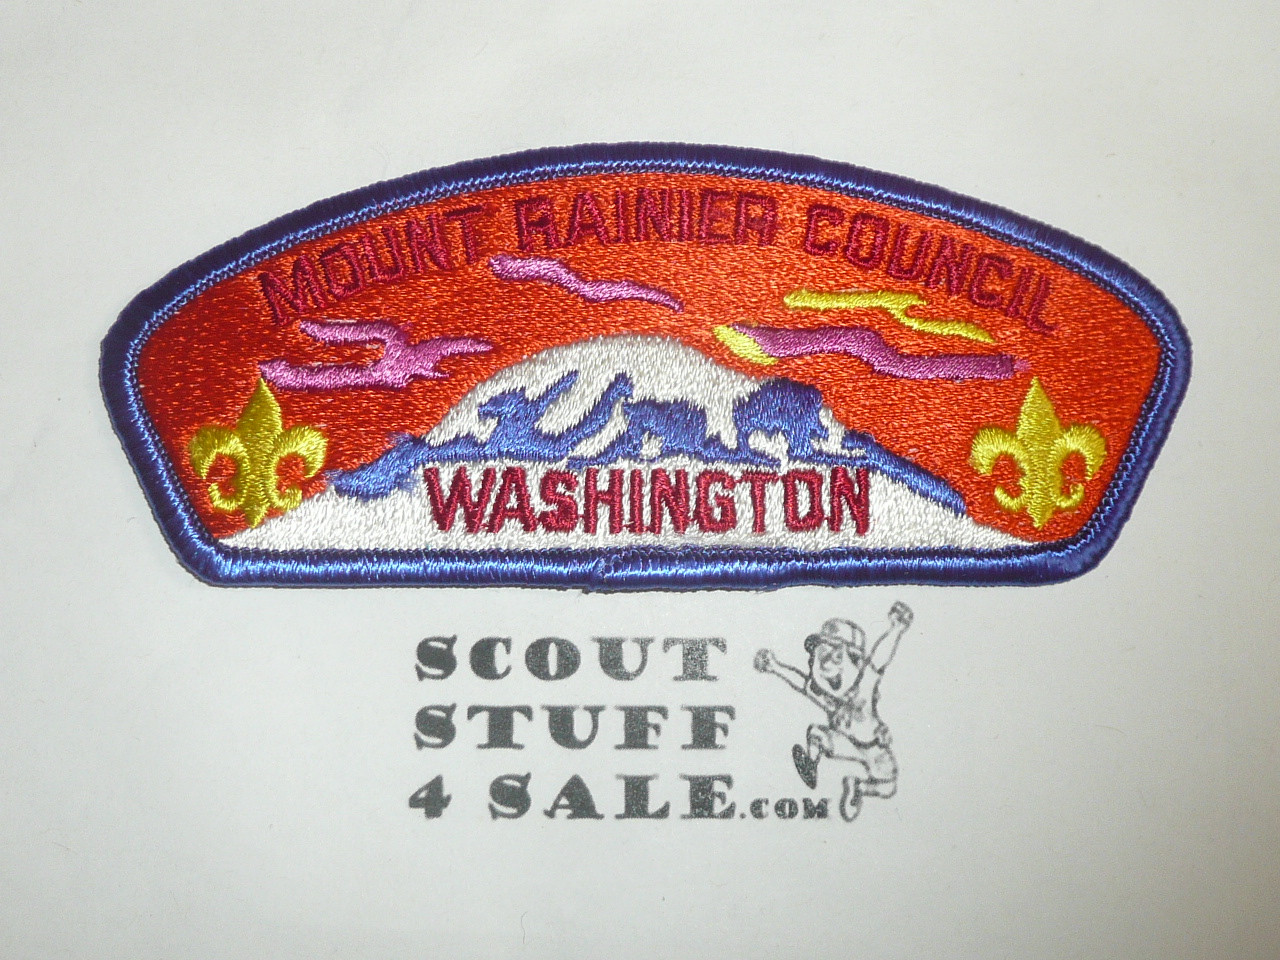 MOUNT RAINIER COUNCIL
WASHINGTON
SCOUT
STUFF
4 SALE.COM